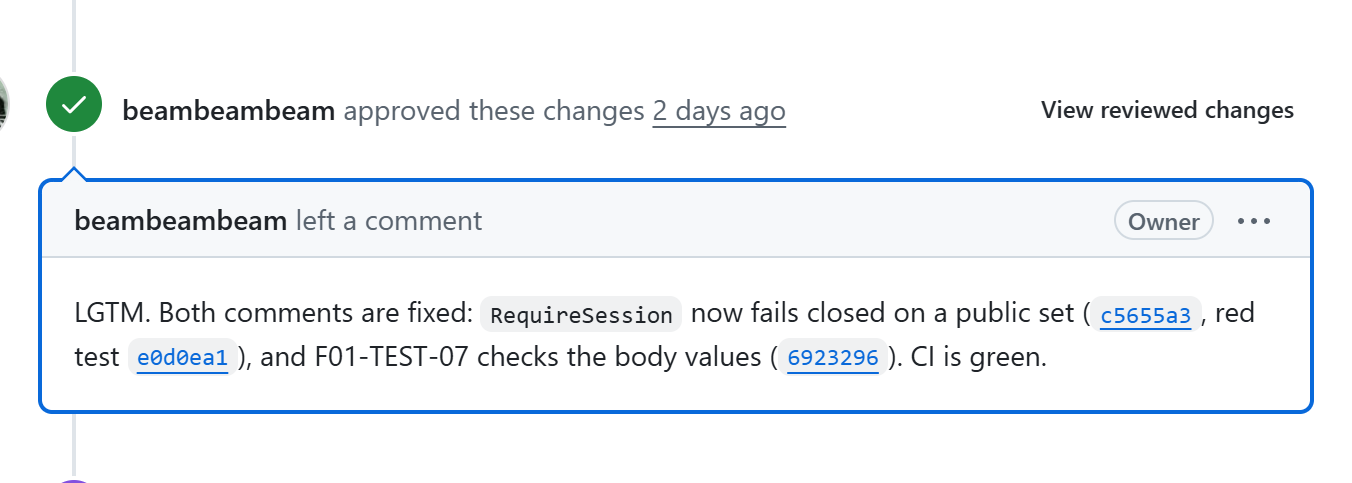 beambeambeam approved these changes 2 days ago
View reviewed changes
beambeambeam left a comment
Owner
LGTM. Both comments are fixed: RequireSession now fails closed on a public set (c5655a3, red
test e0d0ea1), and F01-TEST-07 checks the body values (6923296). CI is green.